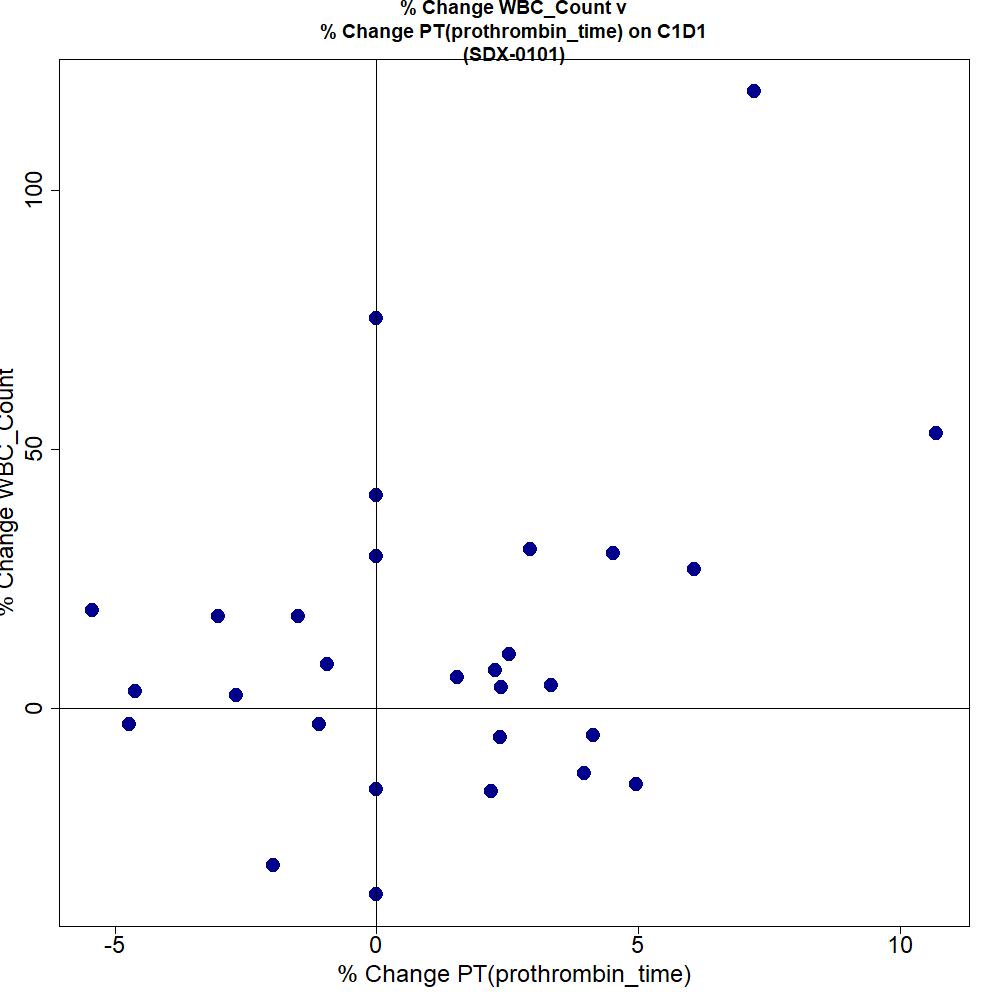 % Change WBC_Count v
% Change PT(prothrombin_time) on C1D1
(SDX-0101)
% Change WBC_Count
100
50
0
-5
0
5
10
% Change PT(prothrombin_time)